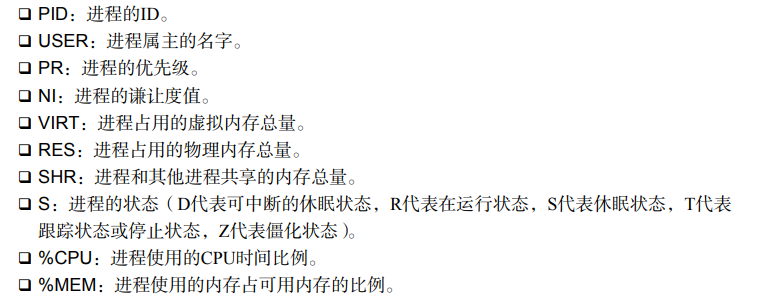 ❑ PID：进程的ID。
❑ USER：进程属主的名字。
❑ PR：进程的优先级。
❑ NI：进程的谦让度值。
❑ VIRT：进程占用的虚拟内存总量。
❑ RES：进程占用的物理内存总量。
❑ SHR：进程和其他进程共享的内存总量。
❑ S：进程的状态（D代表可中断的休眠状态，R代表在运行状态，S代表休眠状态，T代表
跟踪状态或停止状态，Z代表僵化状态）。
❑ %CPU：进程使用的CPU时间比例。
❑ %MEM：进程使用的内存占可用内存的比例。